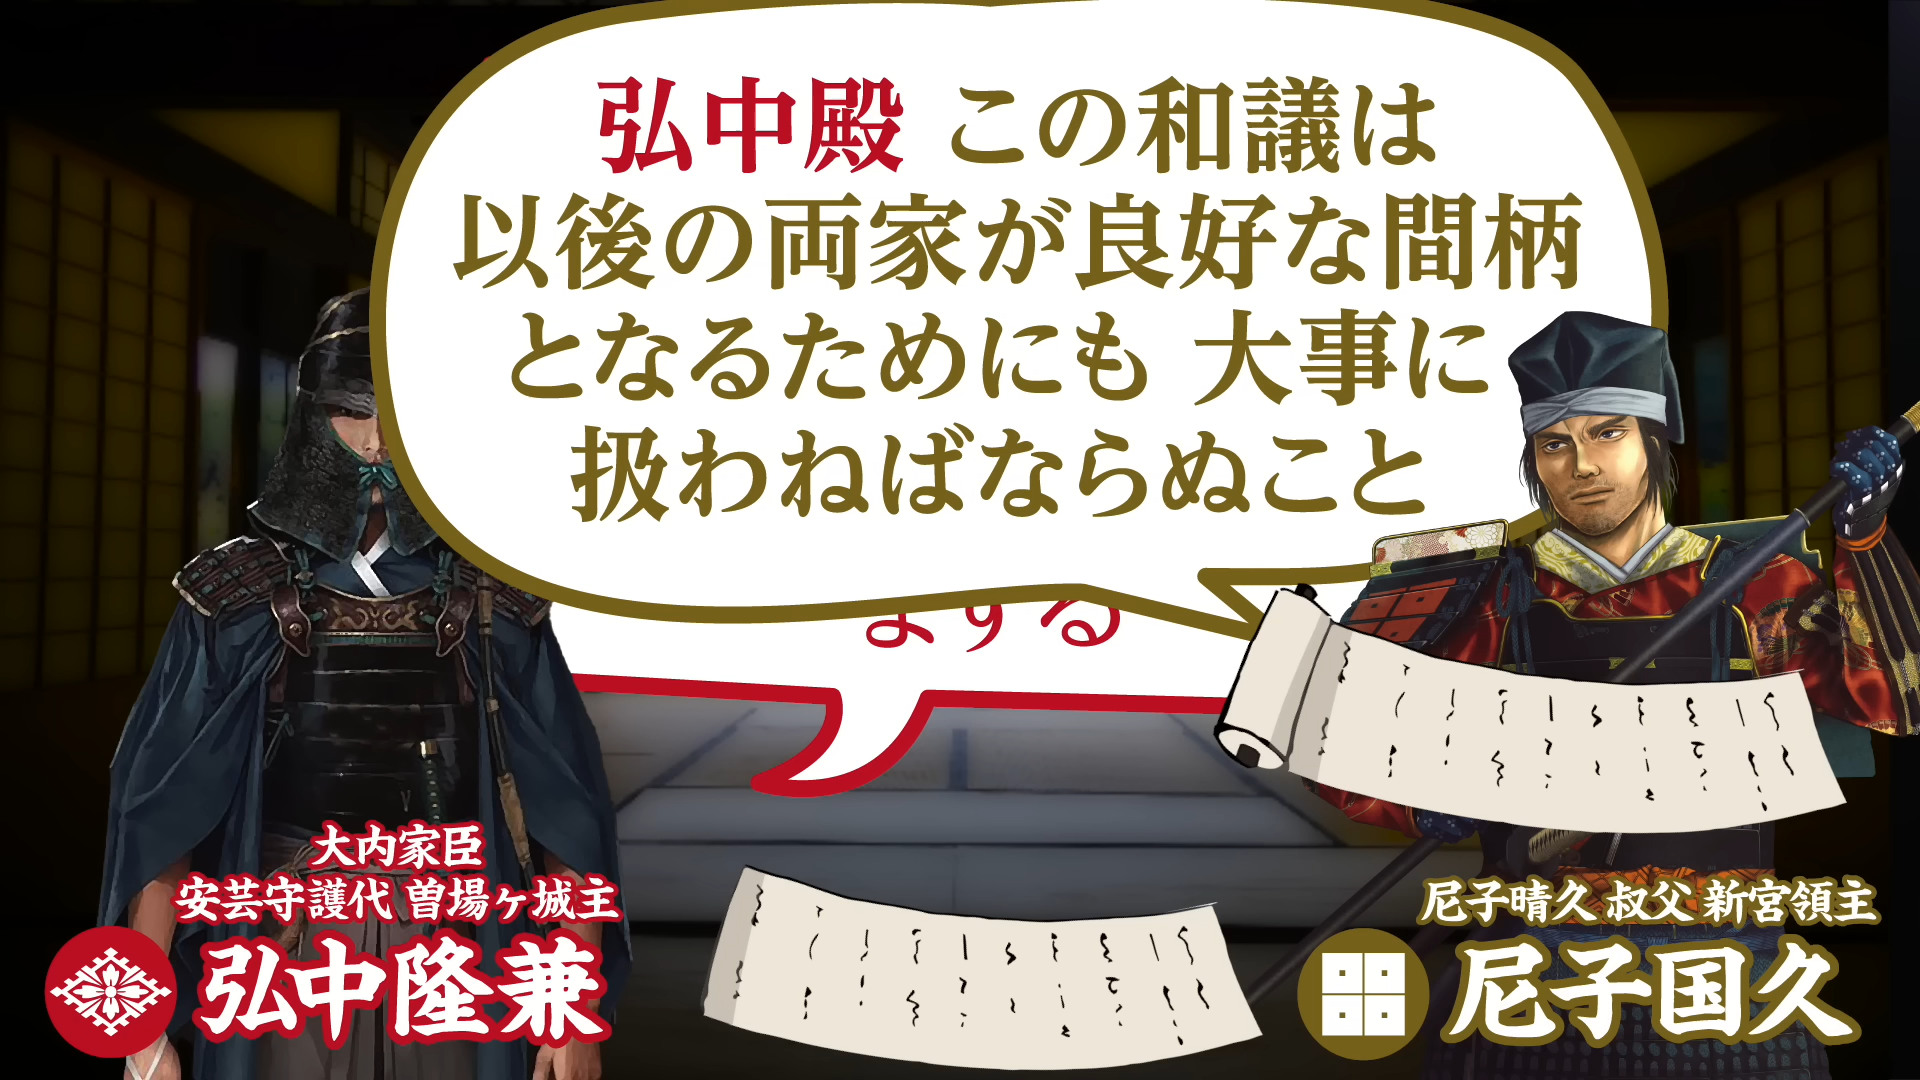 弘中殿 この和議は
以後の両家が良好な間柄
となるためにも 大事に
扱わねばならぬこと
まする
大内家臣
安芸守護代 曽場ヶ城主
弘中隆兼
尼子晴久 叔父 新宮領主
尼子国久